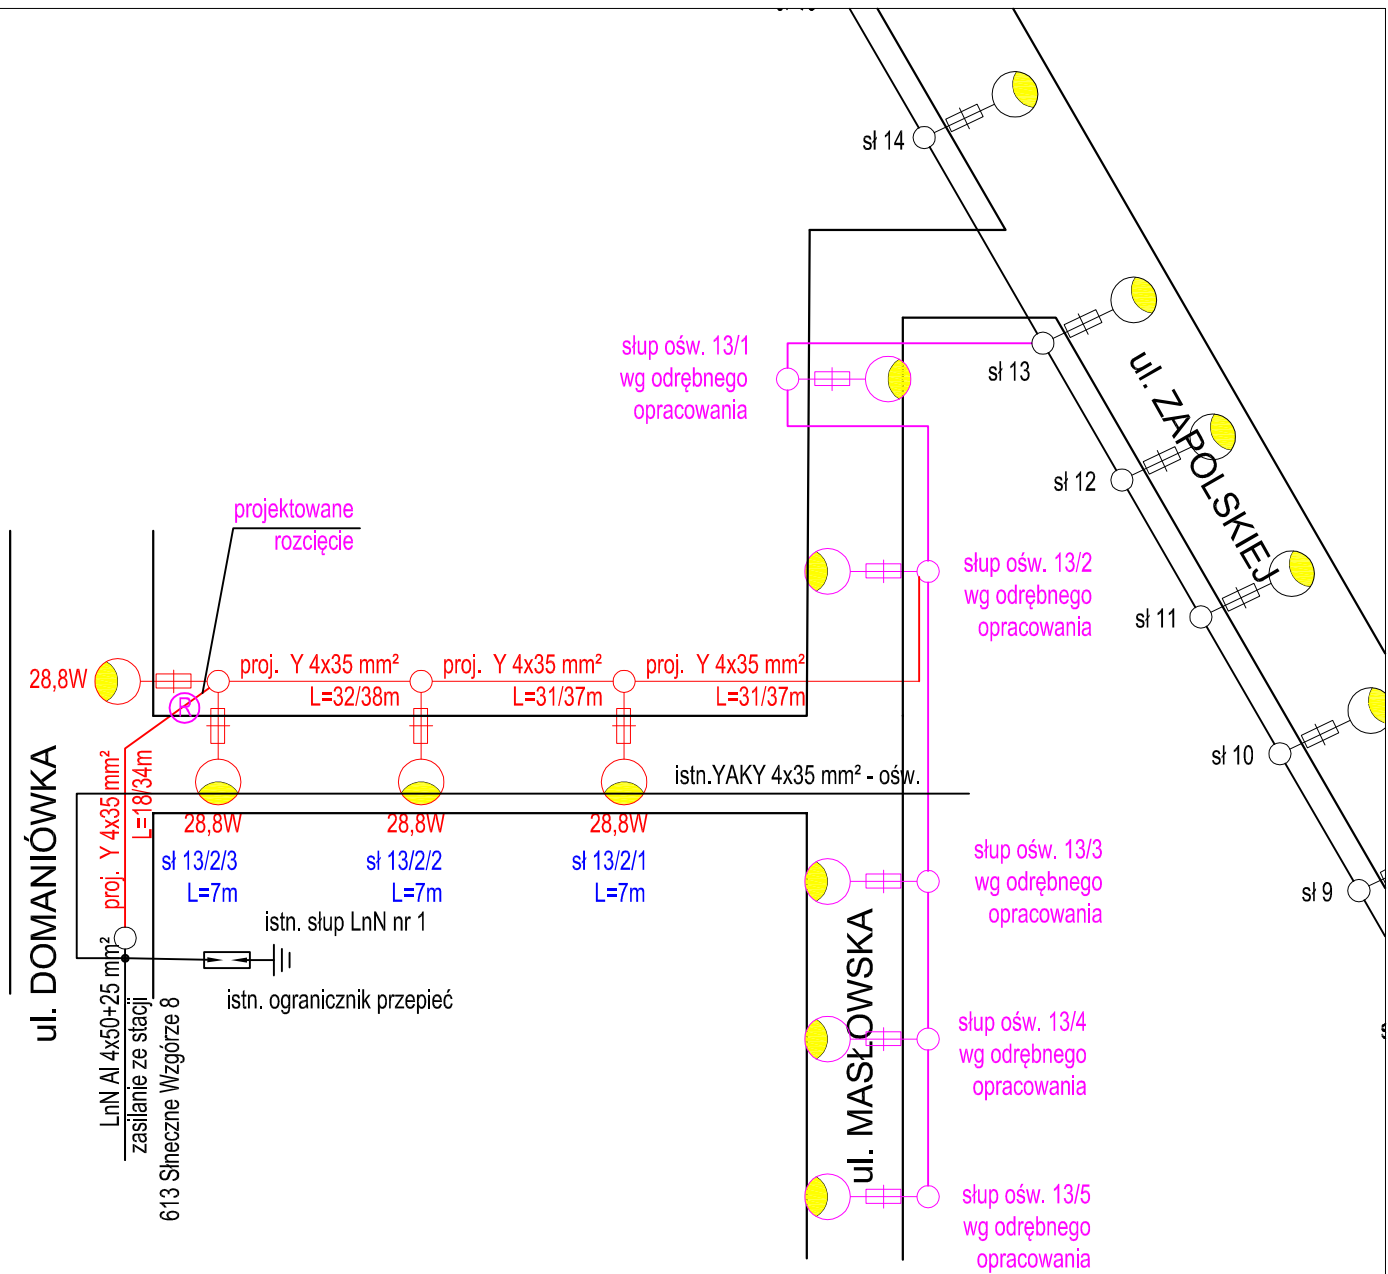 sł 14
słup ośw. 13/1
wg odrębnego
opracowania
sł 13
ul. ZAPOLSKIEJ
sł 12
projektowane
rozcięcie
słup ośw. 13/2
wg odrębnego
opracowania
sł 11
28,8W
proj. Y 4x35 mm²
L=32/38m
proj. Y 4x35 mm²
L=31/37m
proj. Y 4x35 mm²
L=31/37m
R
sł 10
ul. DOMANIÓWKA
proj. Y 4x35 mm²
L=18/34m
istn.YAKY 4x35 mm² - ośw.
28,8W
sł 13/2/3
L=7m
28,8W
sł 13/2/2
L=7m
28,8W
sł 13/2/1
L=7m
słup ośw. 13/3
wg odrębnego
opracowania
sł 9
istn. słup LnN nr 1
istn. ogranicznik przepieć
LnN Al 4x50+25 mm²
zasilanie ze stacji
613 Słneczne Wzgórze 8
ul. MASŁOWSKA
słup ośw. 13/4
wg odrębnego
opracowania
słup ośw. 13/5
wg odrębnego
opracowania